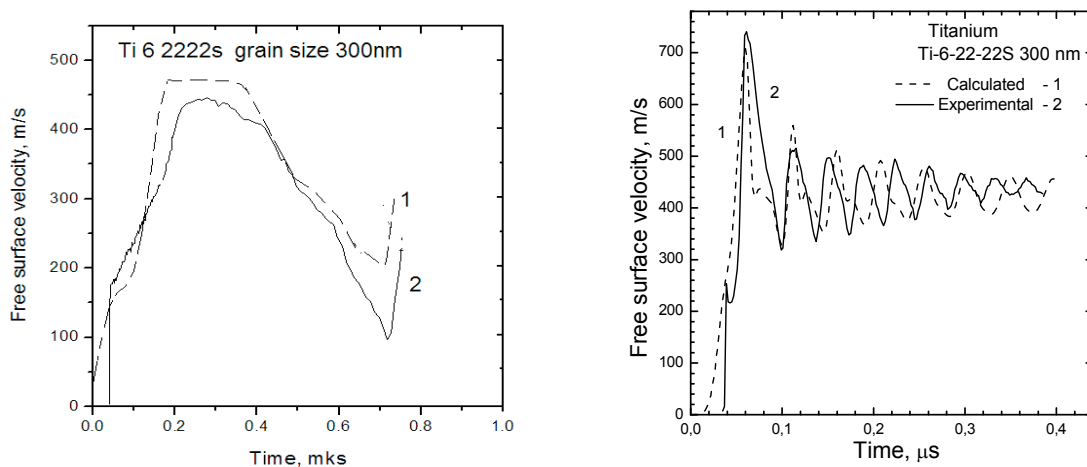 Ti 6 2222s grain size 300nm
Free surface velocity, m/s
500
400
300
200
100
0
1
2
0.0 0.2 0.4 0.6 0.8 1.0
Time, mks
Titanium
Ti-6-22-22S 300 nm
Calculated - 1
Experimental - 2
Free surface velocity, m/s
700
600
500
400
300
200
100
0
1
2
0,0 0,1 0,2 0,3 0,4
Time, μs